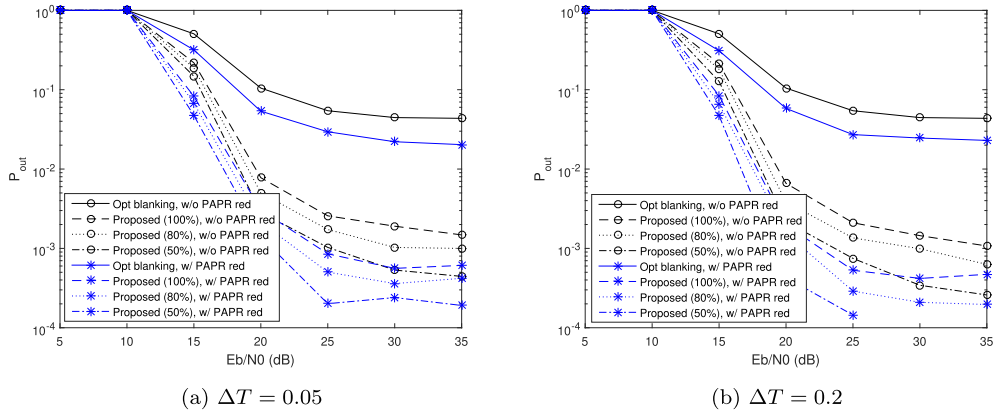 10^0
10^-1
10^-2
10^-3
10^-4
P_out
Opt blanking, w/o PAPR red
Proposed (100%), w/o PAPR red
Proposed (80%), w/o PAPR red
Proposed (50%), w/o PAPR red
Opt blanking, w/ PAPR red
Proposed (100%), w/ PAPR red
Proposed (80%), w/ PAPR red
Proposed (50%), w/ PAPR red
5 10 15 20 25 30 35
Eb/N0 (dB)
(a) ΔT = 0.05
10^0
10^-1
10^-2
10^-3
10^-4
P_out
Opt blanking, w/o PAPR red
Proposed (100%), w/o PAPR red
Proposed (80%), w/o PAPR red
Proposed (50%), w/o PAPR red
Opt blanking, w/ PAPR red
Proposed (100%), w/ PAPR red
Proposed (80%), w/ PAPR red
Proposed (50%), w/ PAPR red
5 10 15 20 25 30 35
Eb/N0 (dB)
(b) ΔT = 0.2